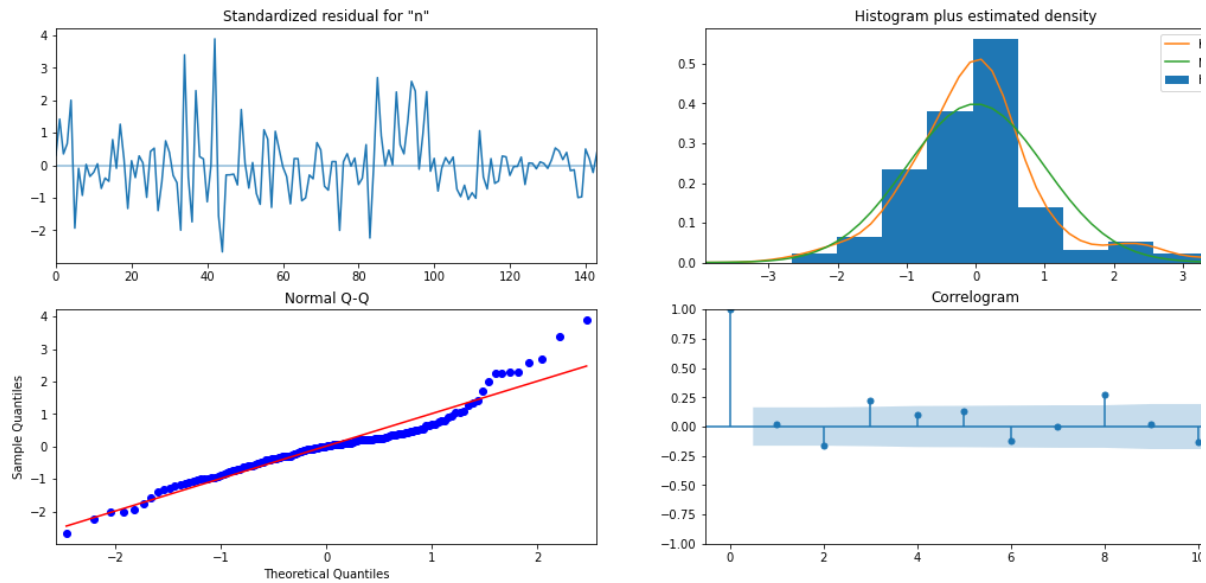 Standardized residual for "n"
4
3
2
1
0
−1
−2
0 20 40 60 80 100 120 140
Histogram plus estimated density
0.5
0.4
0.3
0.2
0.1
0.0
−3 −2 −1 0 1 2 3
Normal Q-Q
Sample Quantiles
4
3
2
1
0
−1
−2
−2 −1 0 1 2
Theoretical Quantiles
Correlogram
1.00
0.75
0.50
0.25
0.00
−0.25
−0.50
−0.75
−1.00
0 2 4 6 8 10